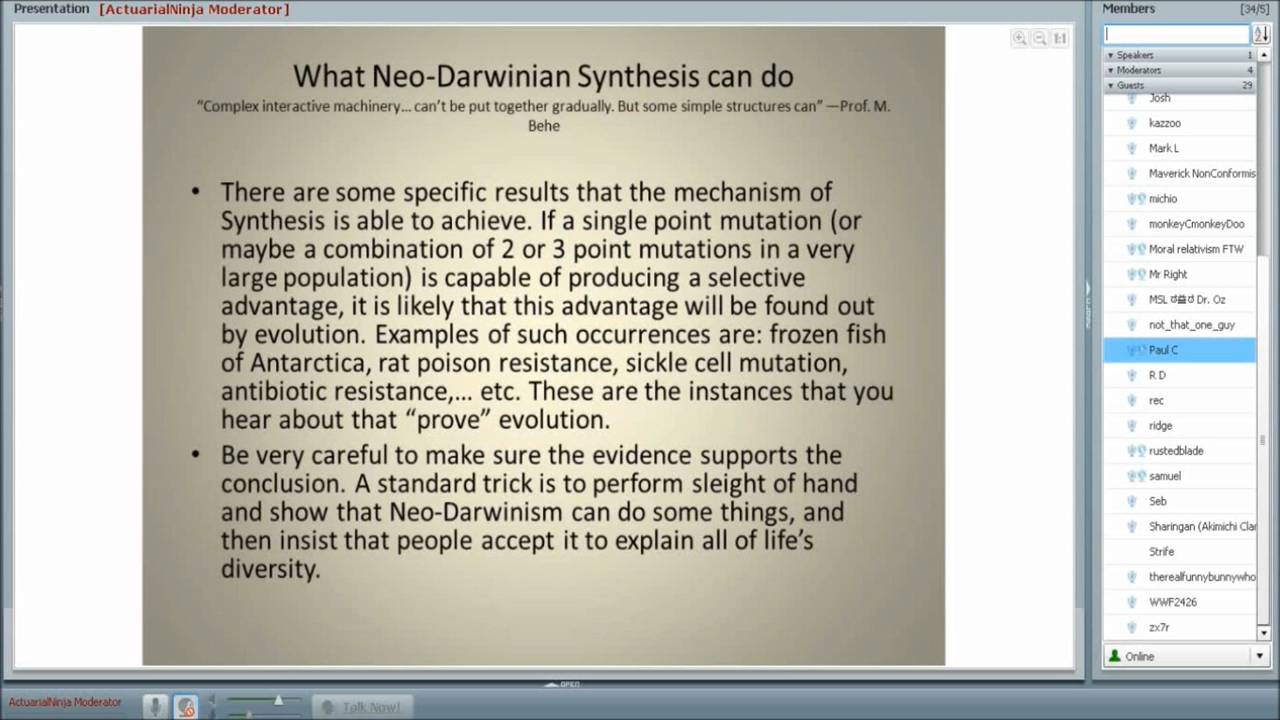 Presentation [ActuarialNinja Moderator]
What Neo-Darwinian Synthesis can do
“Complex interactive machinery... can’t be put together gradually. But some simple structures can” —Prof. M.
Behe
• There are some specific results that the mechanism of
Synthesis is able to achieve. If a single point mutation (or
maybe a combination of 2 or 3 point mutations in a very
large population) is capable of producing a selective
advantage, it is likely that this advantage will be found out
by evolution. Examples of such occurrences are: frozen fish
of Antarctica, rat poison resistance, sickle cell mutation,
antibiotic resistance,... etc. These are the instances that you
hear about that “prove” evolution.
• Be very careful to make sure the evidence supports the
conclusion. A standard trick is to perform sleight of hand
and show that Neo-Darwinism can do some things, and
then insist that people accept it to explain all of life’s
diversity.
OPEN
ActuarialNinja Moderator
Talk Now!
Members [34/5]
Speakers 1
Moderators 4
Guests 29
Josh
kazzoo
Mark L
Maverick NonConformis
michio
monkeyCmonkeyDoo
Moral relativism FTW
Mr Right
MSL ಠ益ಠ Dr. Oz
not_that_one_guy
Paul C
R D
rec
ridge
rustedblade
samuel
Seb
Sharingan (Akimichi Cla
Strife
therealfunnybunnywho
WWF2426
zx7r
Online